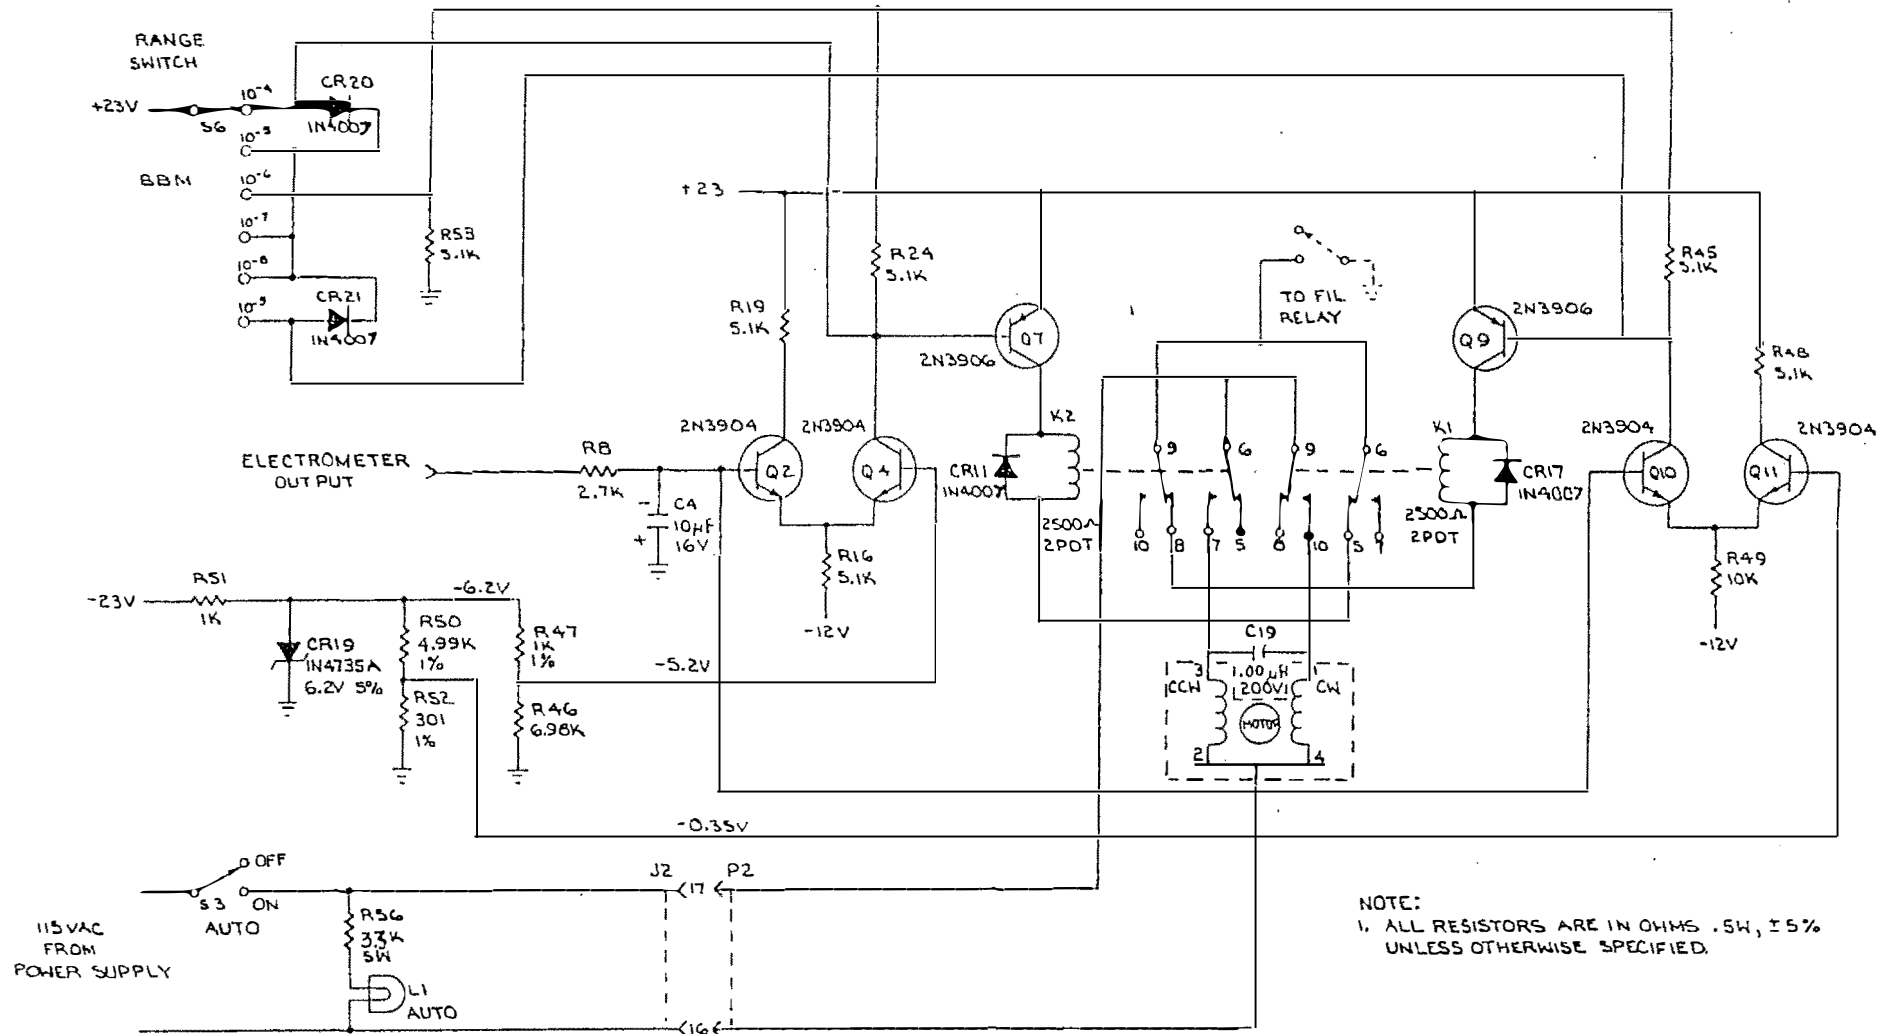 RANGE
SWITCH
+23V
S6
10-4
CR20
1N4007
10-5
BBM
10-6
10-7
10-8
10-9
CR21
1N4007
R53
5.1K
+23
R24
5.1K
R19
5.1K
Q7
2N3906
TO FIL.
RELAY
2N3906
Q9
R45
5.1K
R48
5.1K
ELECTROMETER
OUTPUT
R8
2.7K
-
C4
10µF
16V
+
2N3904
Q2
2N3904
Q4
R16
5.1K
-12V
K2
CR11
1N4007
2500Ω
2PDT
9 6 9 6
10 8 7 5 8 10 5 7
K1
CR17
1N4007
2500Ω
2PDT
2N3904
Q10
2N3904
Q11
R49
10K
-12V
-23V
R51
1K
CR19
1N4735A
6.2V 5%
-6.2V
R50
4.99K
1%
R52
301
1%
R47
1K
1%
R46
6.98K
-5.2V
C19
1.00µH
200V
3
CCW
1
CW
MOTOR
2
4
-0.35V
OFF
S3
ON
AUTO
115VAC
FROM
POWER SUPPLY
R56
3.3K
5W
L1
AUTO
J2
17
P2
16
NOTE:
1. ALL RESISTORS ARE IN OHMS .5W, ±5%
UNLESS OTHERWISE SPECIFIED.